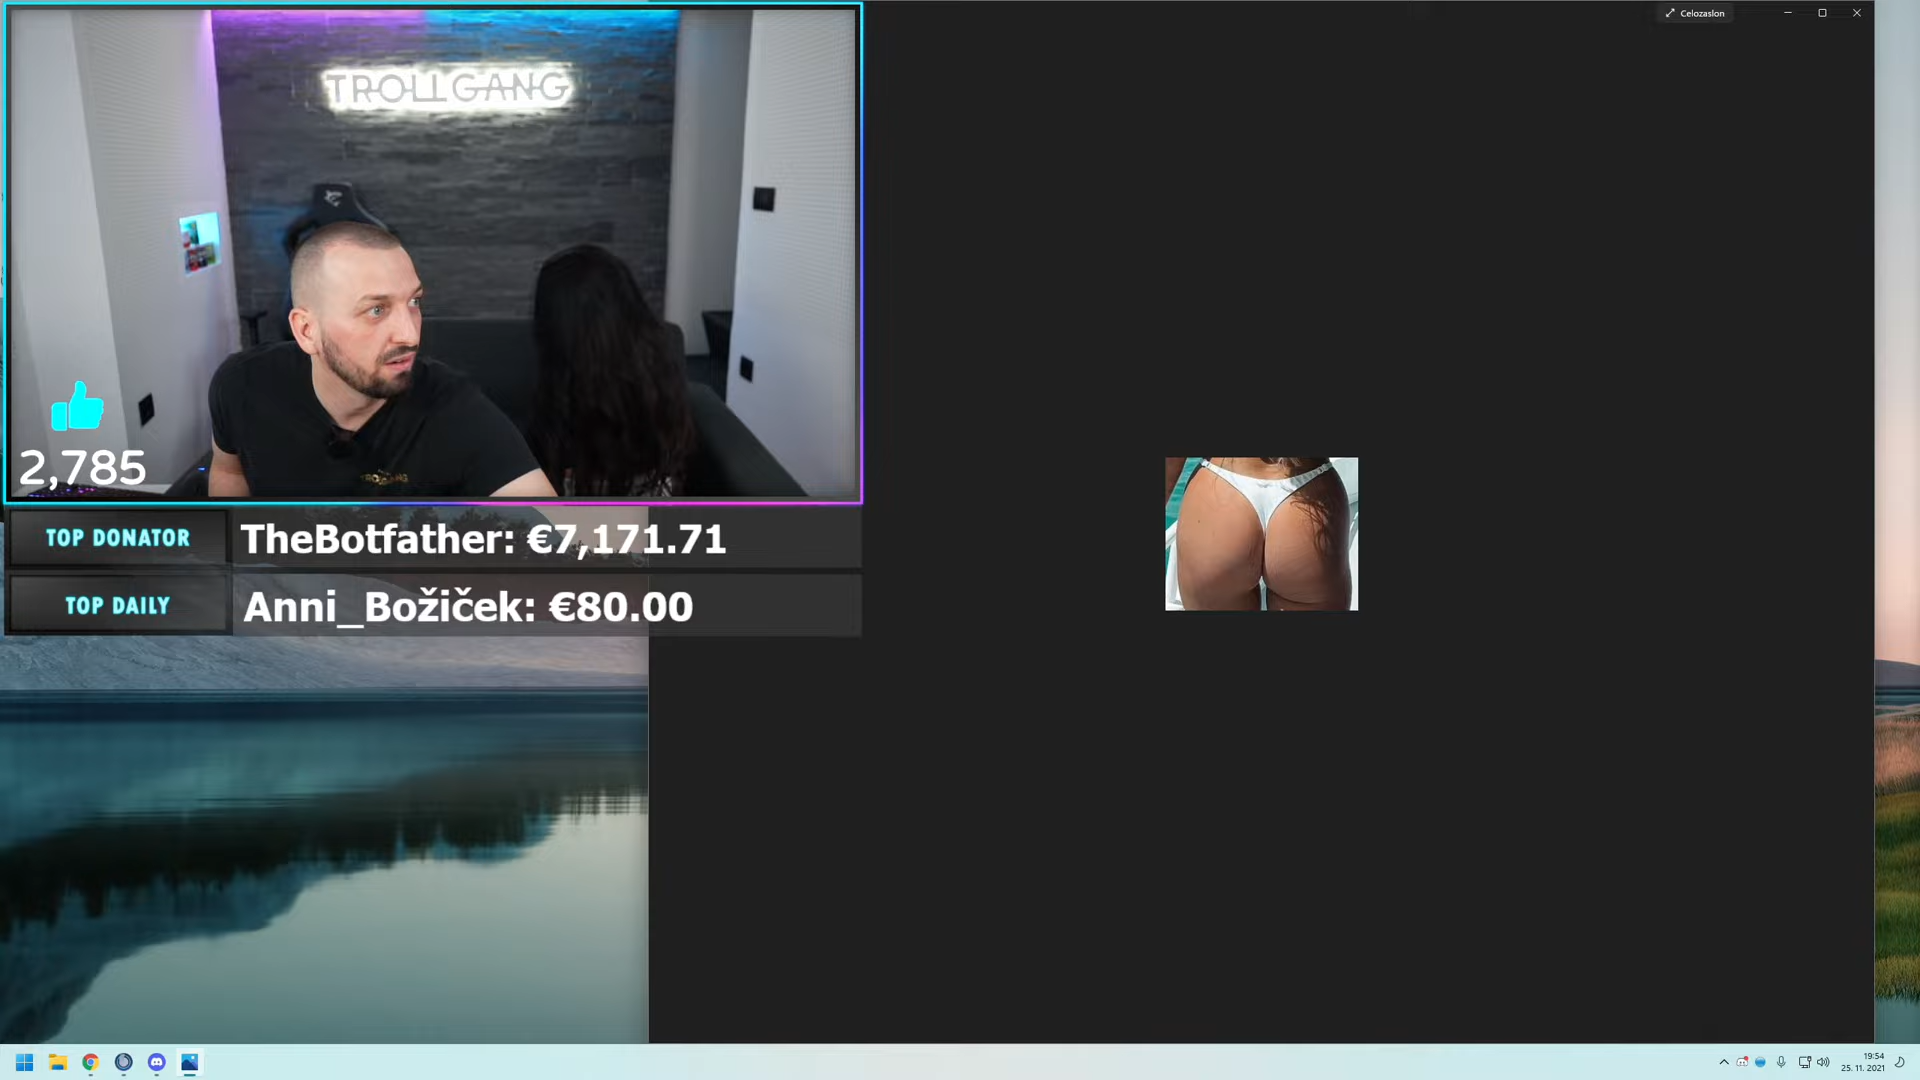 Celozaslon
TROLLGANG
2,785
TOP DONATOR
TheBotfather: €7,171.71
TOP DAILY
Anni_Božiček: €80.00
19:54
25. 11. 2021